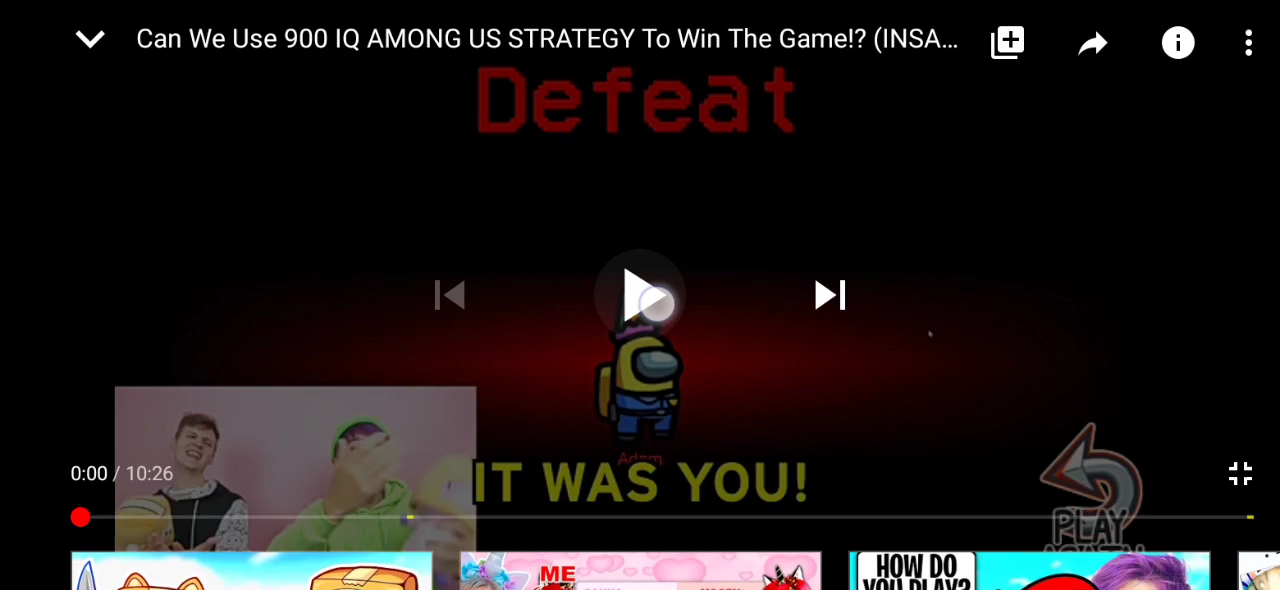 Can We Use 900 IQ AMONG US STRATEGY To Win The Game!? (INSA...
Defeat
Adam
0:00 / 10:26
IT WAS YOU!
PLAY
AGAIN
ME
HOW DO
YOU PLAY?